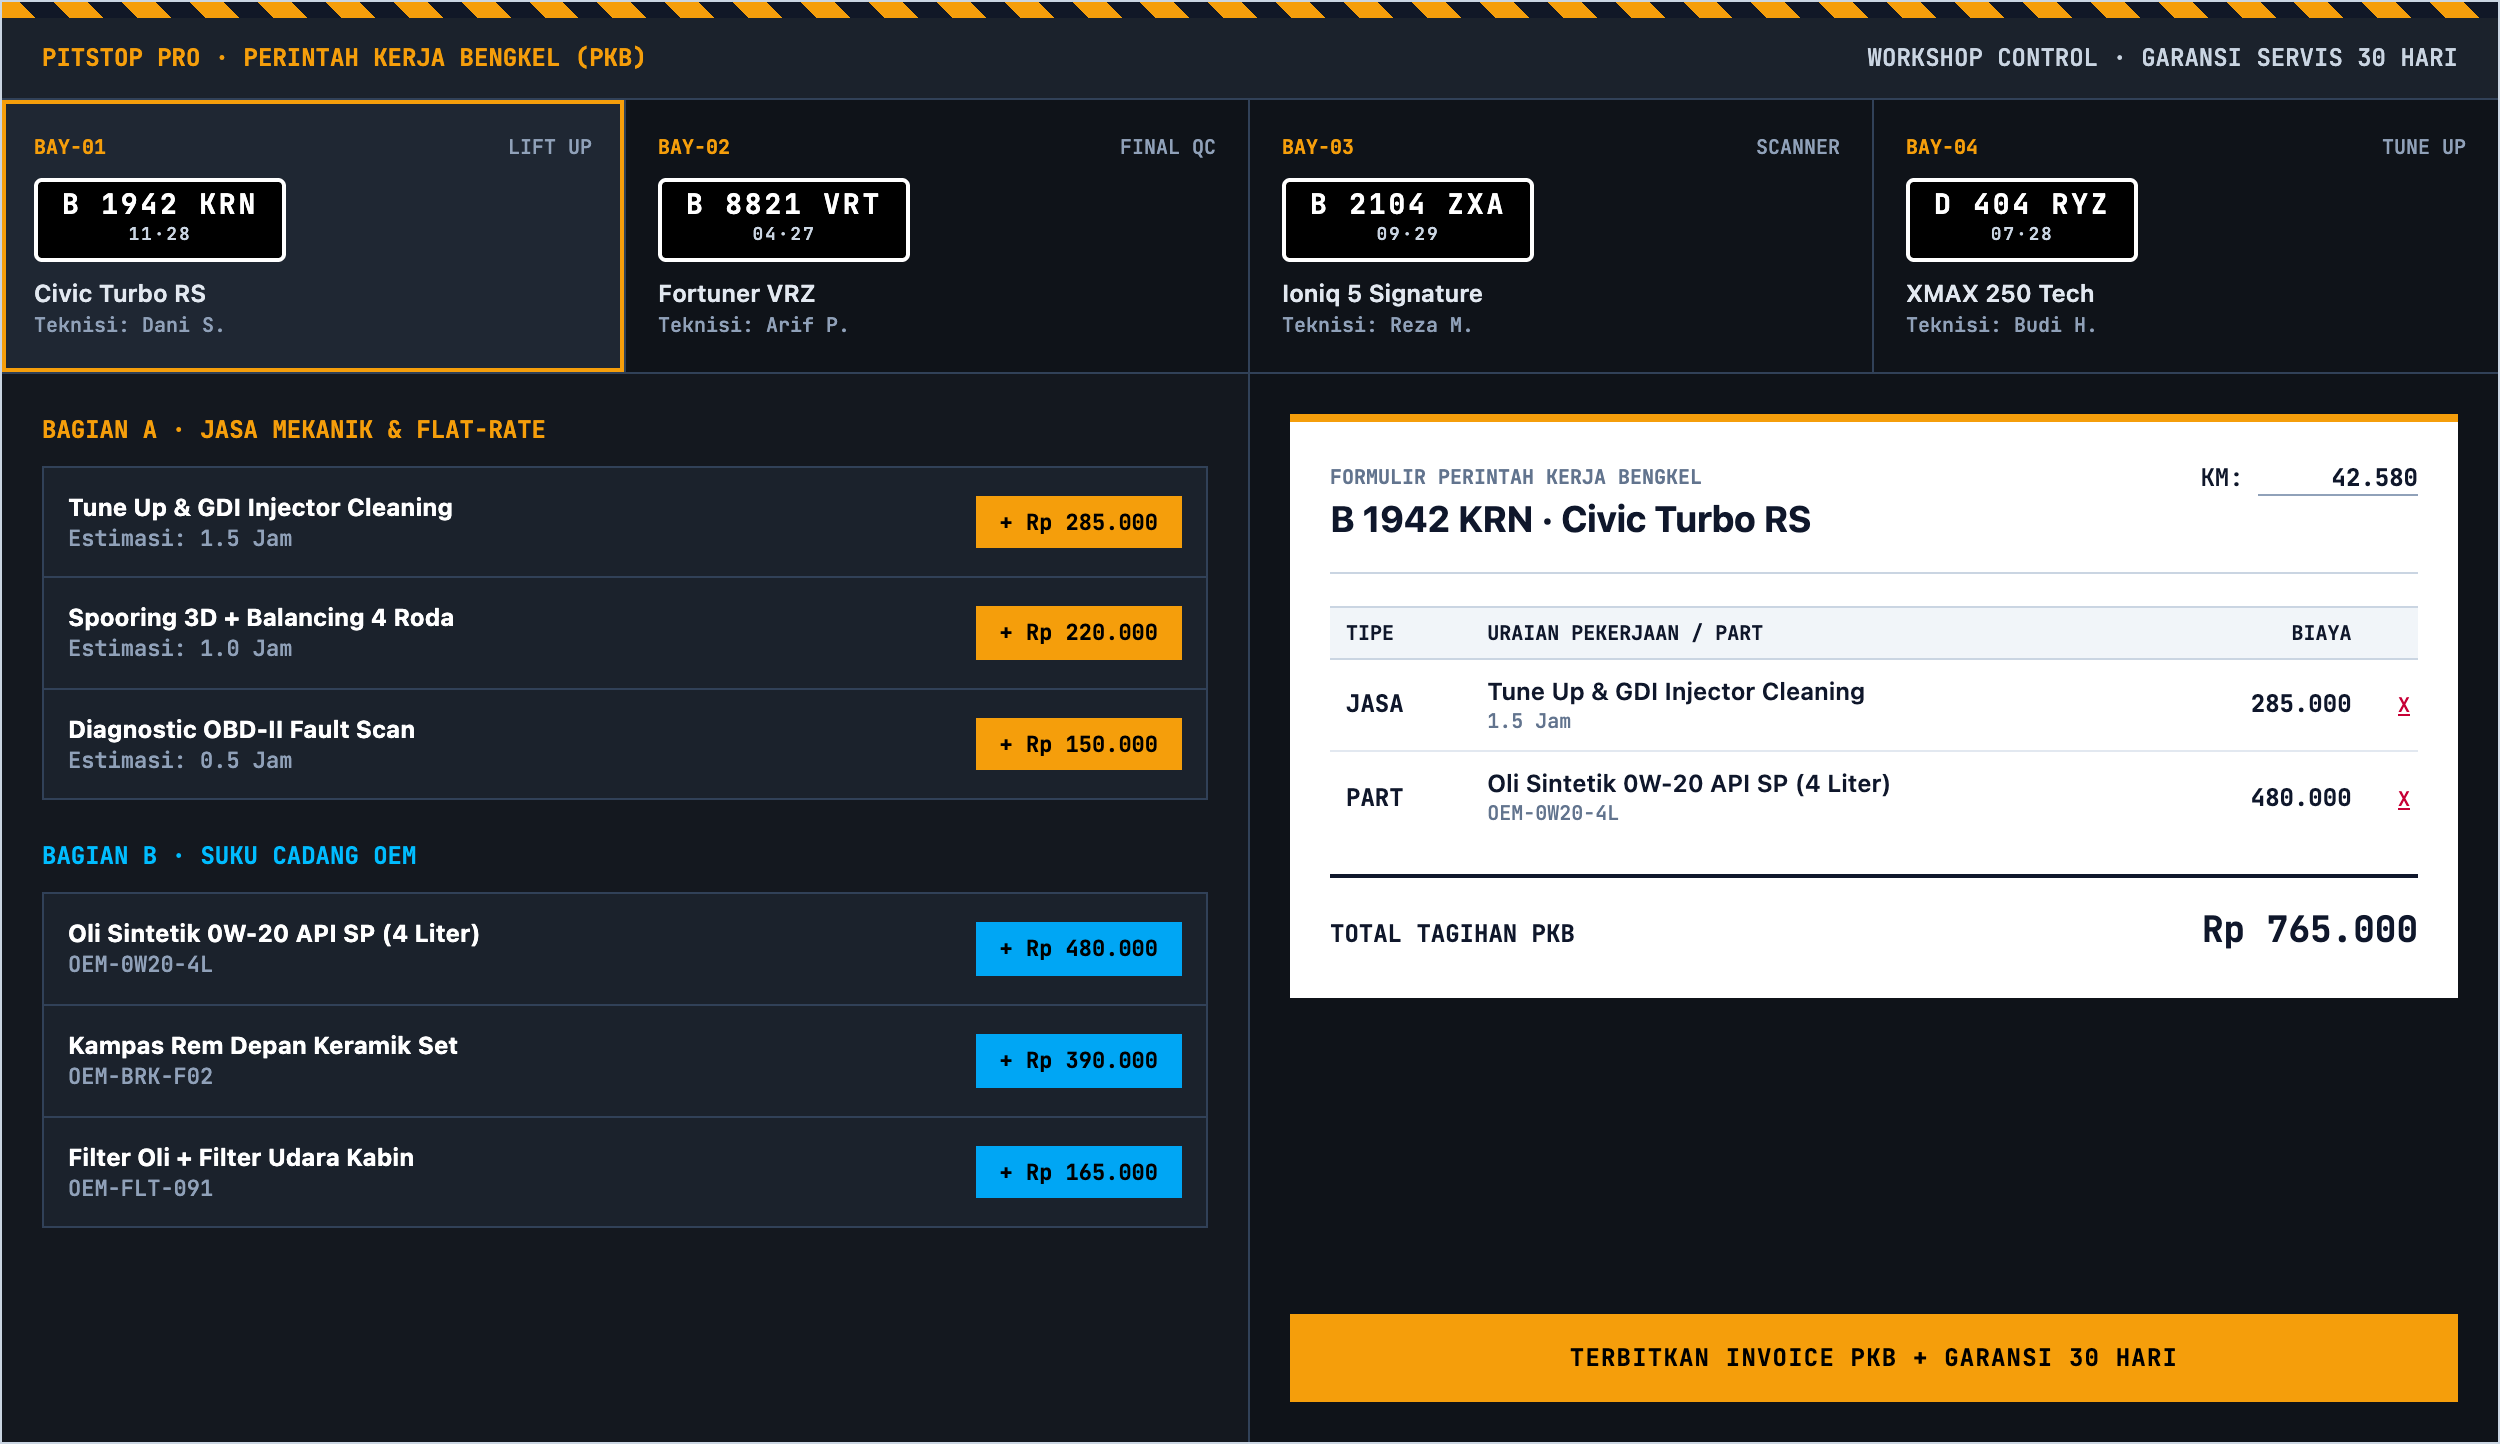 PITSTOP PRO · PERINTAH KERJA BENGKEL (PKB)
WORKSHOP CONTROL · GARANSI SERVIS 30 HARI
BAY-01
LIFT UP
B 1942 KRN
11·28
Civic Turbo RS
Teknisi: Dani S.
BAY-02
FINAL QC
B 8821 VRT
04·27
Fortuner VRZ
Teknisi: Arif P.
BAY-03
SCANNER
B 2104 ZXA
09·29
Ioniq 5 Signature
Teknisi: Reza M.
BAY-04
TUNE UP
D 404 RYZ
07·28
XMAX 250 Tech
Teknisi: Budi H.
BAGIAN A · JASA MEKANIK & FLAT-RATE
Tune Up & GDI Injector Cleaning
Estimasi: 1.5 Jam
+ Rp 285.000
Spooring 3D + Balancing 4 Roda
Estimasi: 1.0 Jam
+ Rp 220.000
Diagnostic OBD-II Fault Scan
Estimasi: 0.5 Jam
+ Rp 150.000
BAGIAN B · SUKU CADANG OEM
Oli Sintetik 0W-20 API SP (4 Liter)
OEM-0W20-4L
+ Rp 480.000
Kampas Rem Depan Keramik Set
OEM-BRK-F02
+ Rp 390.000
Filter Oli + Filter Udara Kabin
OEM-FLT-091
+ Rp 165.000
FORMULIR PERINTAH KERJA BENGKEL
B 1942 KRN · Civic Turbo RS
KM: 42.580
TIPE URAIAN PEKERJAAN / PART BIAYA
JASA Tune Up & GDI Injector Cleaning 285.000 X
1.5 Jam
PART Oli Sintetik 0W-20 API SP (4 Liter) 480.000 X
OEM-0W20-4L
TOTAL TAGIHAN PKB Rp 765.000
TERBITKAN INVOICE PKB + GARANSI 30 HARI